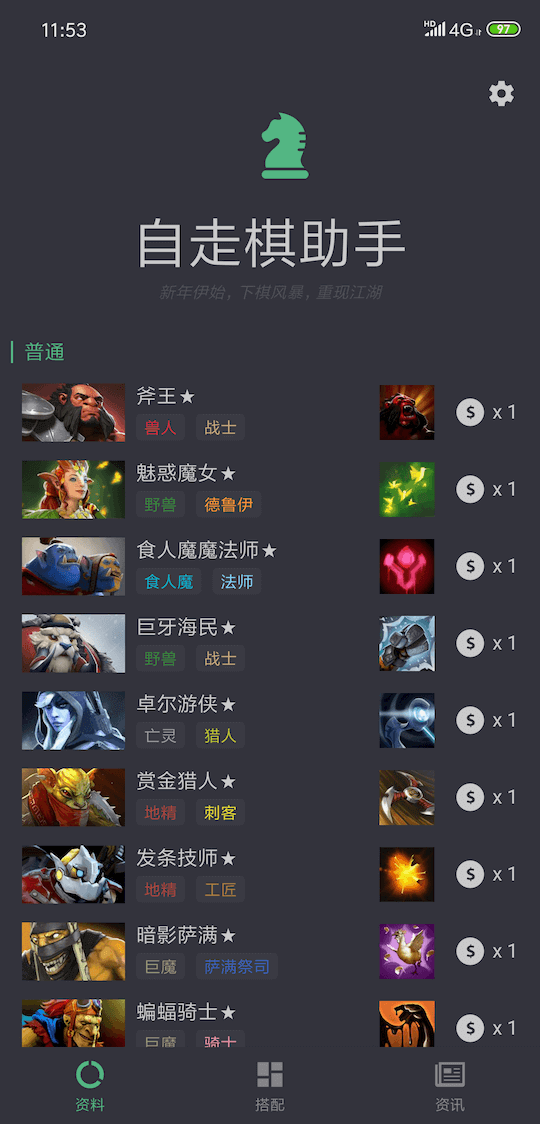 11:53
HD 4G 97
自走棋助手
新年伊始，下棋风暴，重现江湖
普通
斧王★
兽人 战士
x 1
魅惑魔女★
野兽 德鲁伊
x 1
食人魔魔法师★
食人魔 法师
x 1
巨牙海民★
野兽 战士
x 1
卓尔游侠★
亡灵 猎人
x 1
赏金猎人★
地精 刺客
x 1
发条技师★
地精 工匠
x 1
暗影萨满★
巨魔 萨满祭司
x 1
蝙蝠骑士★
巨魔 骑士
x 1
资料 搭配 资讯